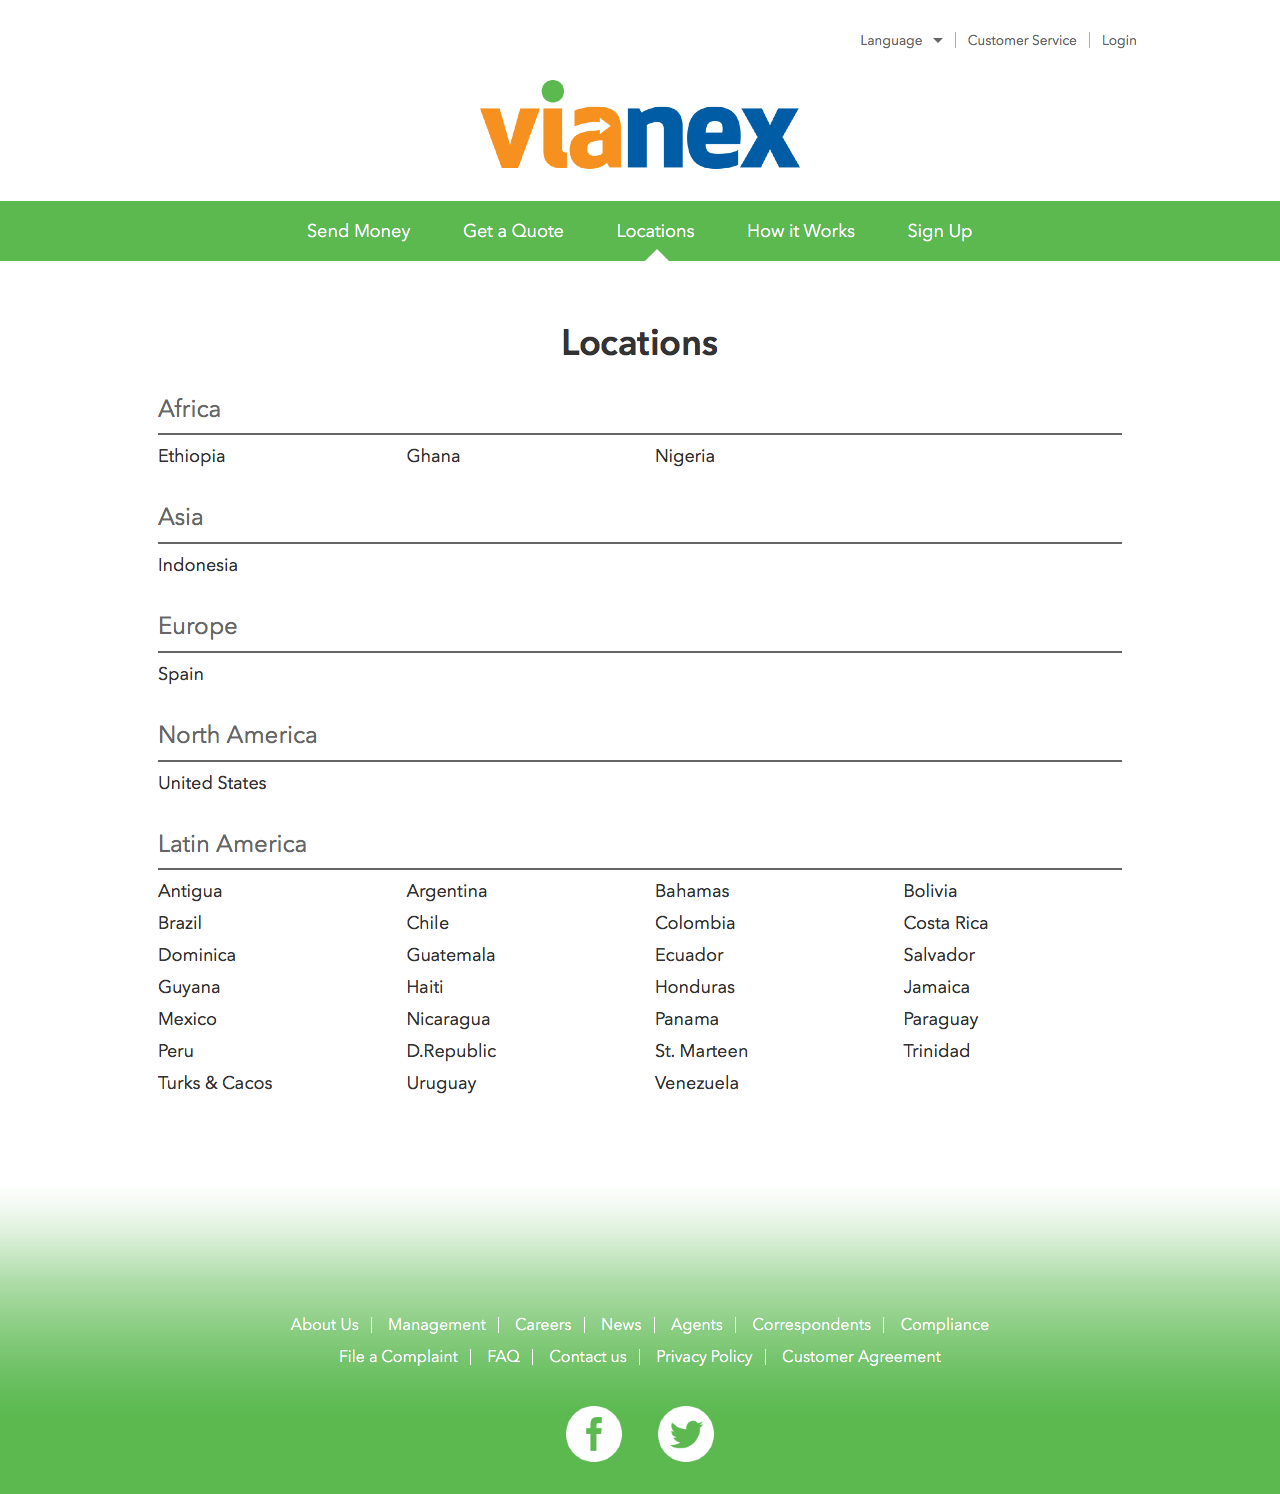 Language Customer Service Login
vianex
Send Money Get a Quote Locations How it Works Sign Up
Locations
Africa
Ethiopia Ghana Nigeria
Asia
Indonesia
Europe
Spain
North America
United States
Latin America
Antigua Argentina Bahamas Bolivia
Brazil Chile Colombia Costa Rica
Dominica Guatemala Ecuador Salvador
Guyana Haiti Honduras Jamaica
Mexico Nicaragua Panama Paraguay
Peru D.Republic St. Marteen Trinidad
Turks & Cacos Uruguay Venezuela
About Us Management Careers News Agents Correspondents Compliance
File a Complaint FAQ Contact us Privacy Policy Customer Agreement